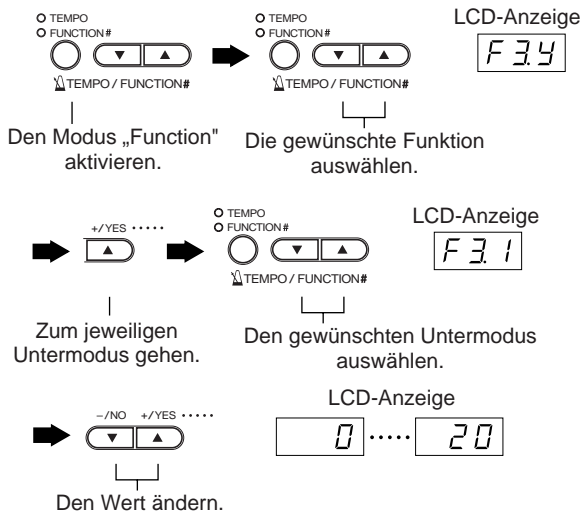 ○ TEMPO
○ FUNCTION#
TEMPO / FUNCTION#
Den Modus „Function"
aktivieren.
○ TEMPO
○ FUNCTION#
TEMPO / FUNCTION#
Die gewünschte Funktion
auswählen.
LCD-Anzeige
F 3.Y
+/YES •••••
Zum jeweiligen
Untermodus gehen.
○ TEMPO
○ FUNCTION#
TEMPO / FUNCTION#
Den gewünschten Untermodus
auswählen.
LCD-Anzeige
F 3.1
–/NO +/YES •••••
Den Wert ändern.
LCD-Anzeige
0 ••••• 20